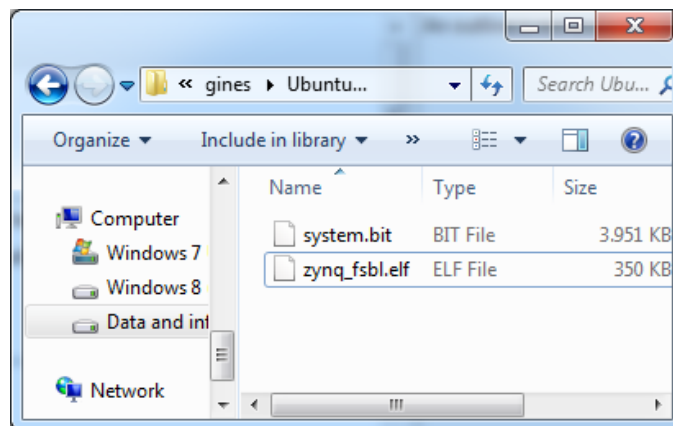 « gines ▸ Ubuntu... Search Ubu...
Organize Include in library »
Name Type Size
Computer
Windows 7
Windows 8
Data and inf
Network
system.bit BIT File 3.951 KB
zynq_fsbl.elf ELF File 350 KB